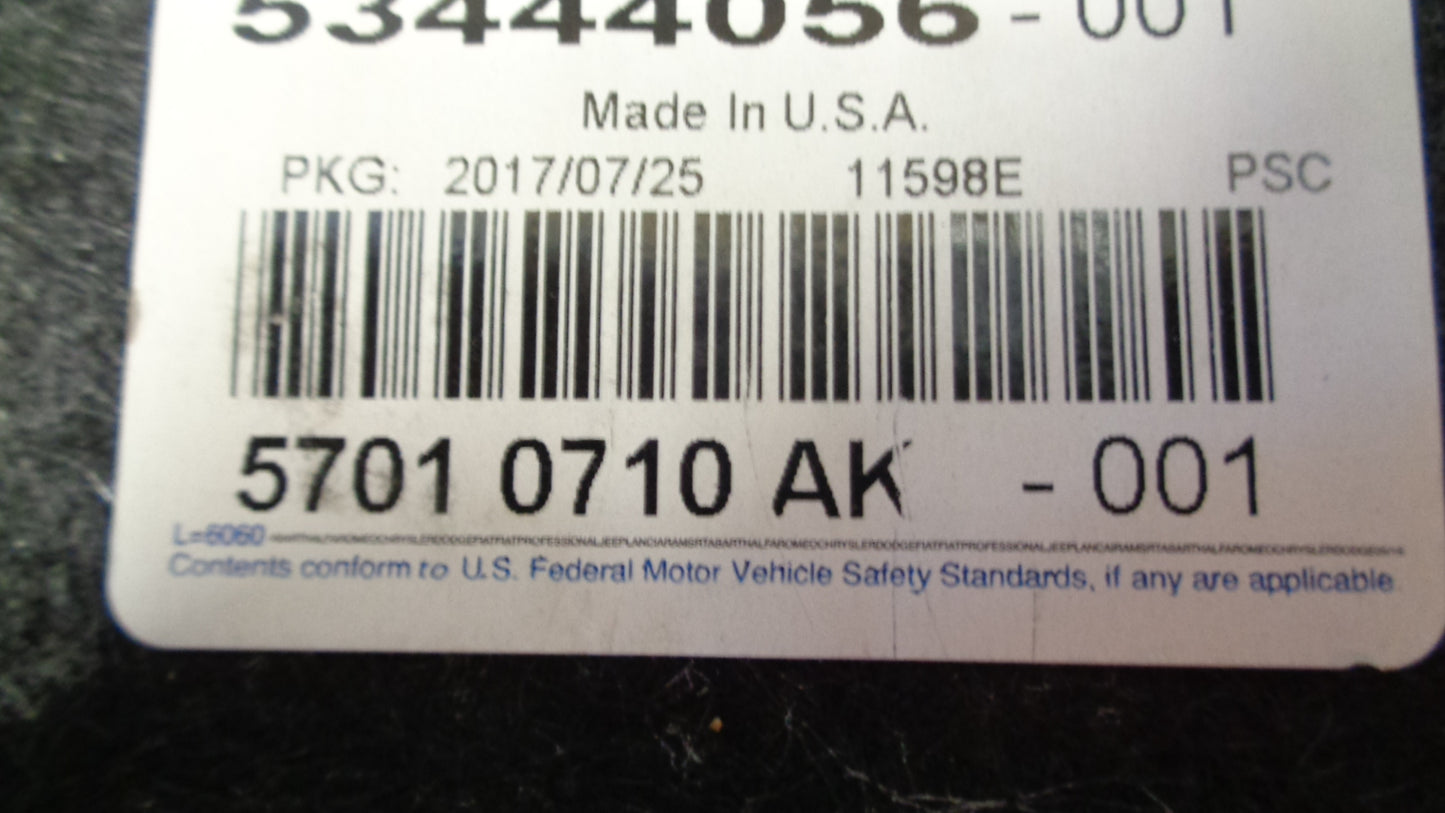 53444056 - 001
Made In U.S.A.
PKG: 2017/07/25 11598E PSC
5701 0710 AK - 001
L=6060
Contents conform to U.S. Federal Motor Vehicle Safety Standards, if any are applicable.